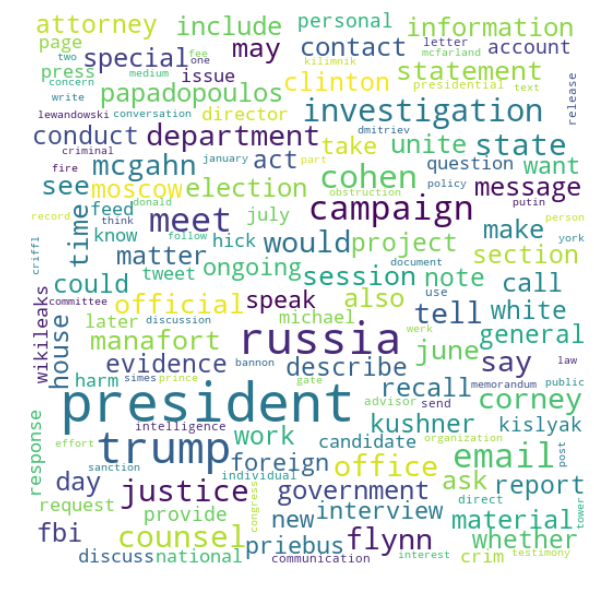 attorney include personal information
page letter mcfarland
two fee one special may contact account
press issue clinton statement
medium kilimnik
concern papadopoulos director presidential text release
write
lewandowski conversation investigation
conduct department dmitriev unite state
criminal take
fire mcgahn january act part cohen question want
see moscow election policy putin message
obstruction
record donald feed july campaign person
think make
time know follow hick york
meet would project section
criffl matter document
could tweet ongoing session note call
wikileaks committee official speak also use tell white
house later discussion michael general
manafort russia june
werk
evidence bannon describe say law
harm simes prince gate recall memorandum public
president advisor send corney
response intelligence kushner kislyak
effort trump work candidate organization email post
sanction foreign office
day individual ask report
justice government
request congress interview direct tower
provide new material
fbi counsel priebus flynn whether
discuss national communication interest crim testimony